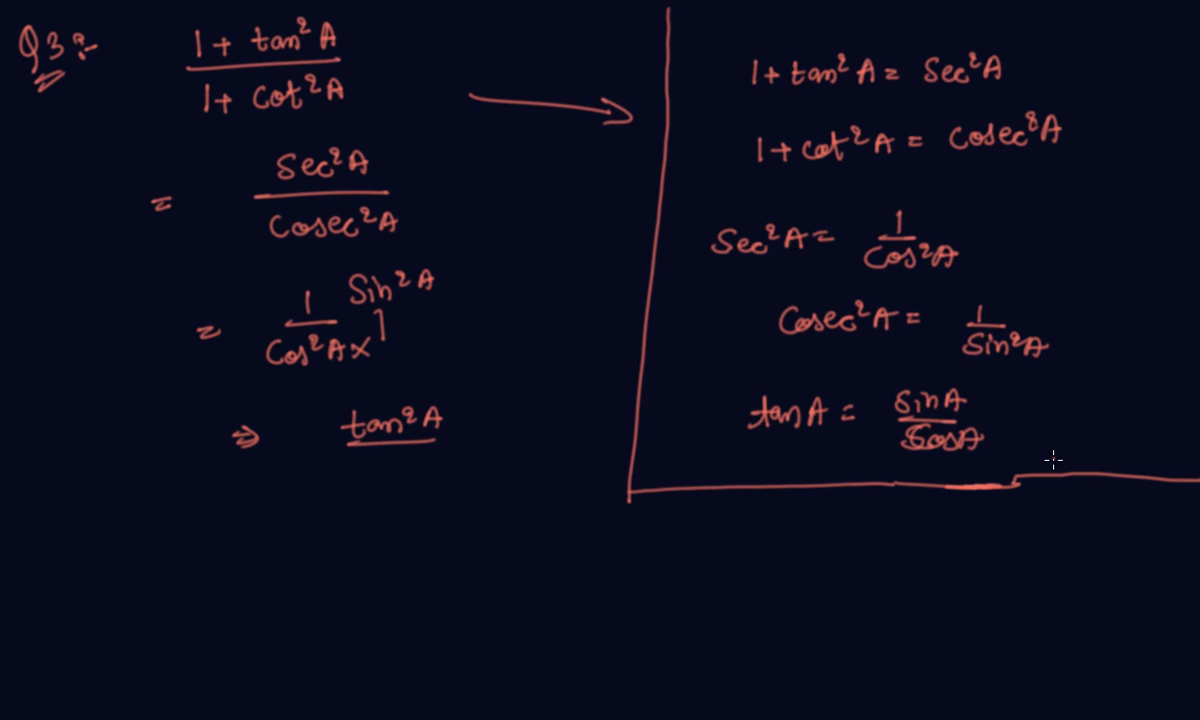 Q3:-
1 + tan²A
1 + cot²A
= Sec²A
Cosec²A
= 1 Sin²A
Cos²A × 1
⇒ tan²A
1 + tan²A = Sec²A
1 + cot²A = Cosec²A
Sec²A = 1
Cos²A
Cosec²A = 1
Sin²A
tanA = SinA
CosA